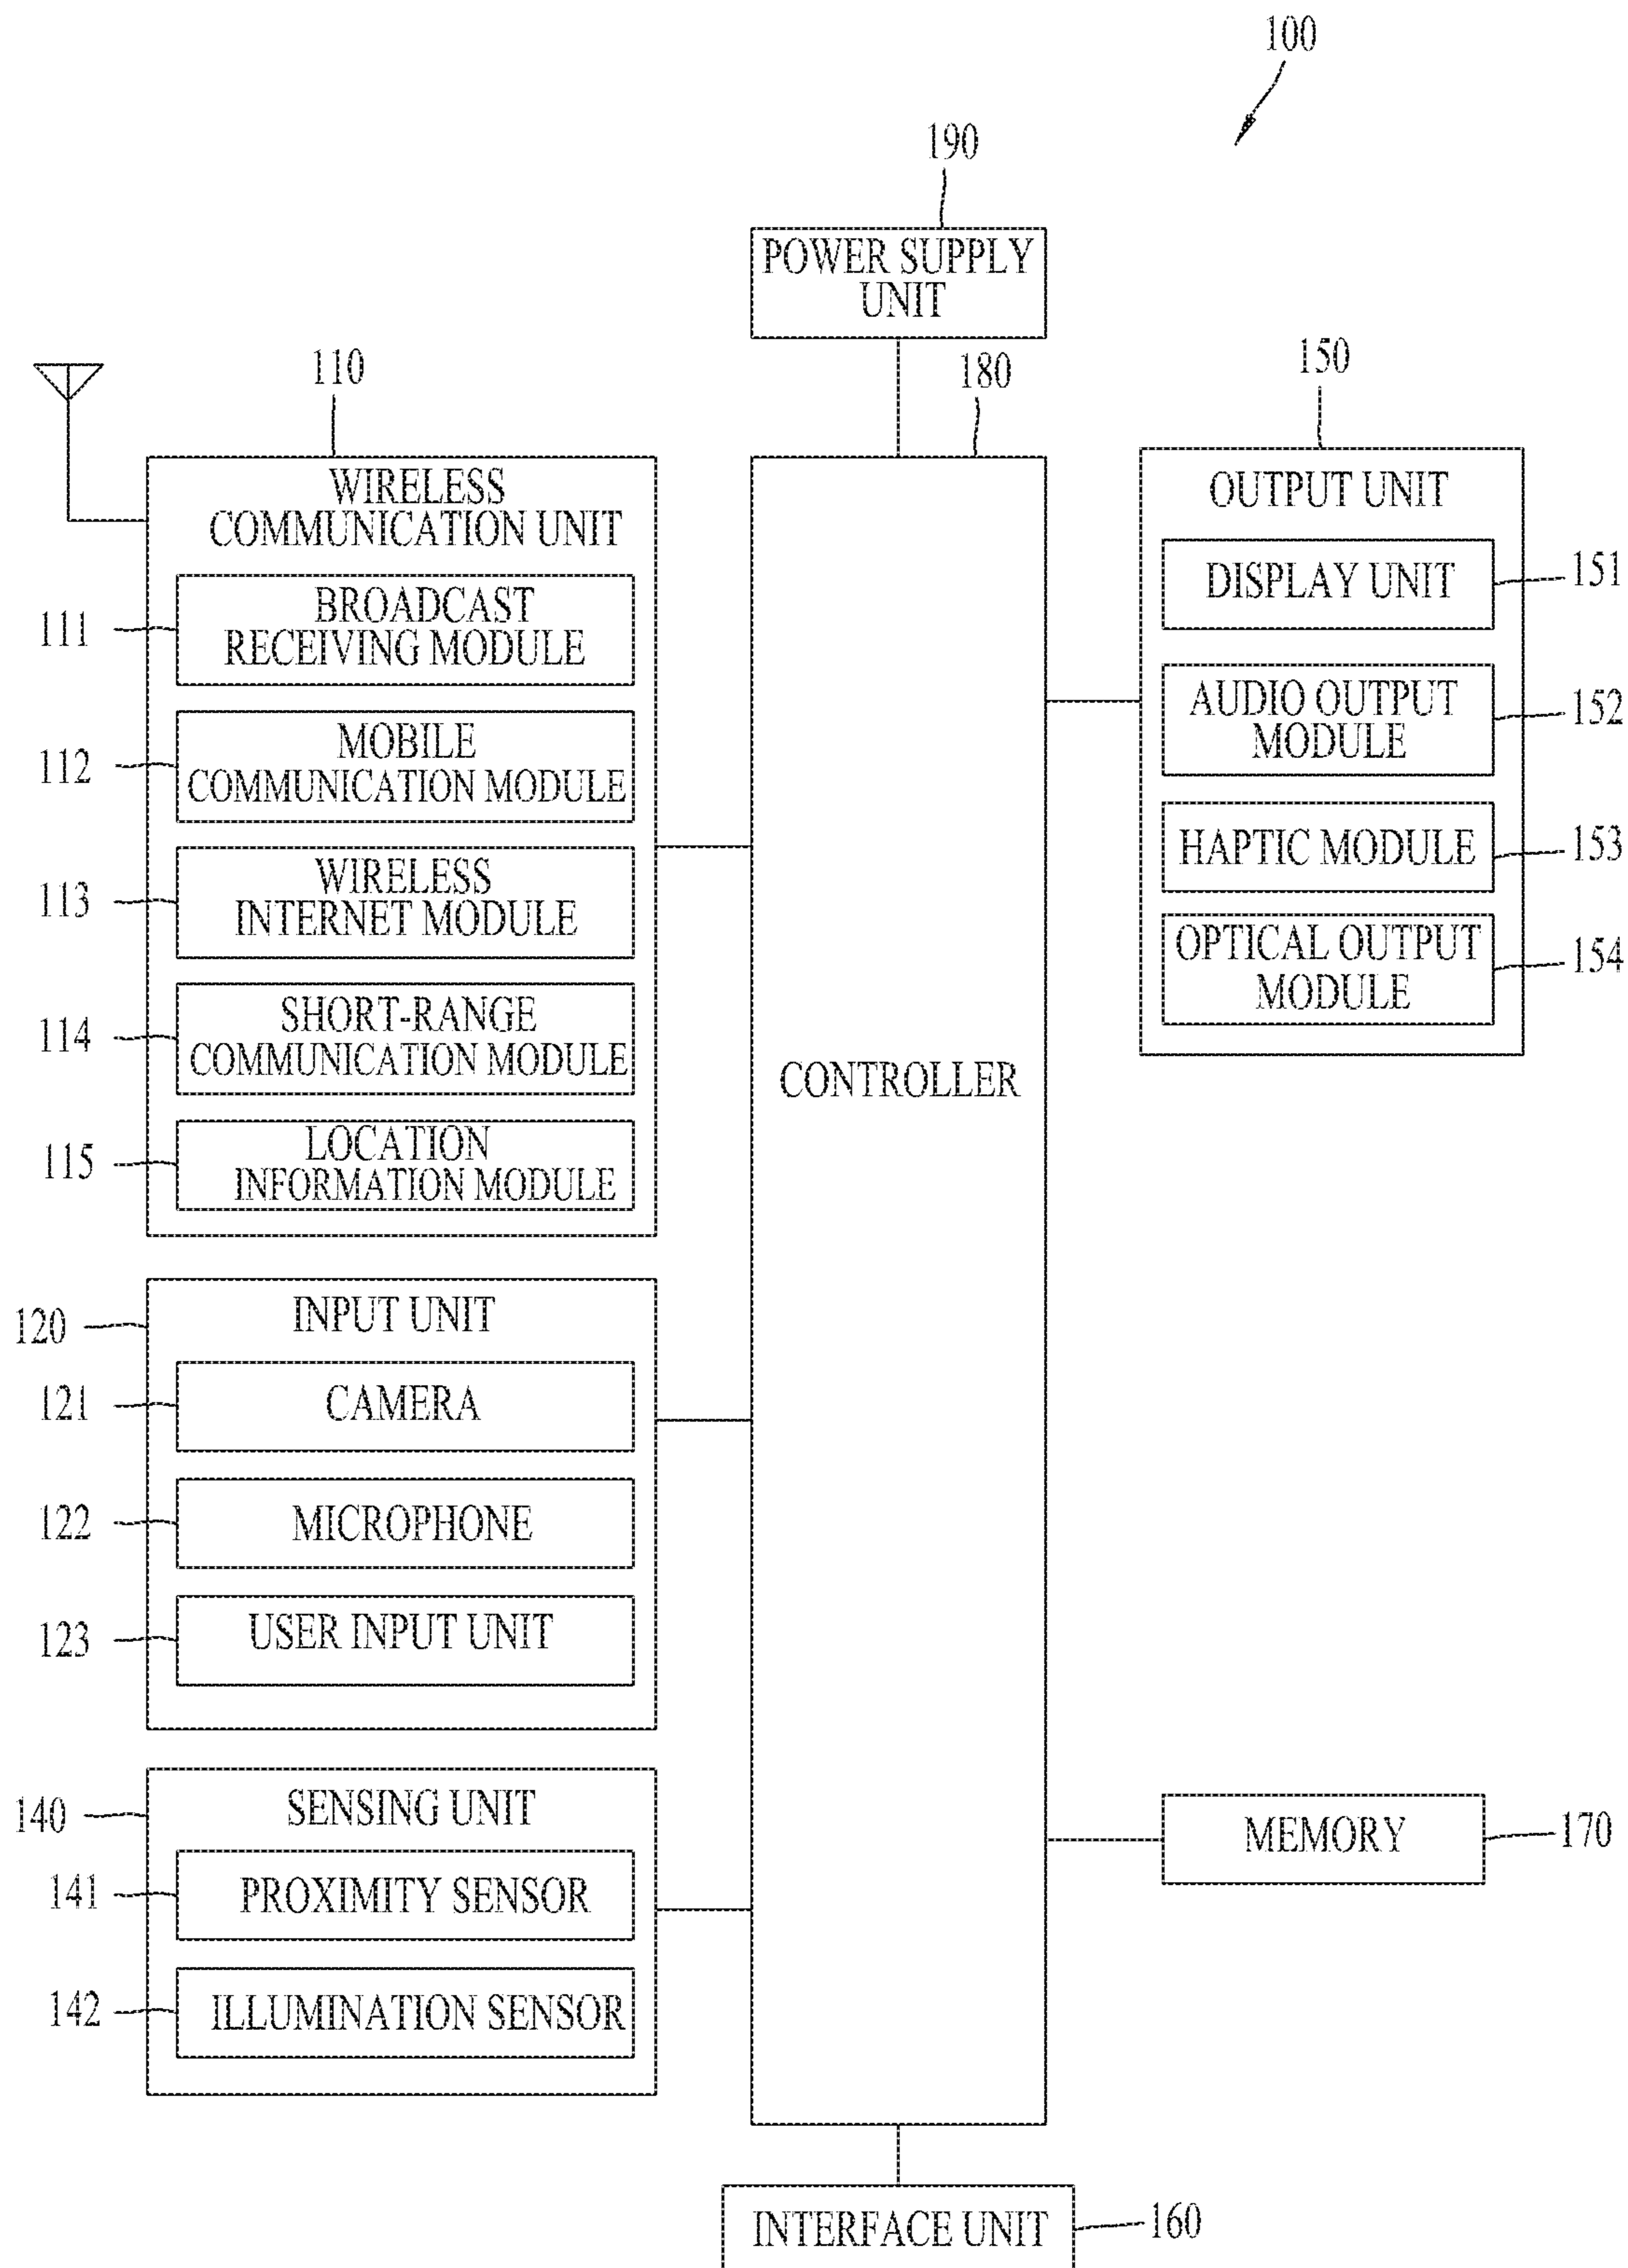 100
190
POWER SUPPLY
UNIT
110
180
150
WIRELESS
COMMUNICATION UNIT
111
BROADCAST
RECEIVING MODULE
112
MOBILE
COMMUNICATION MODULE
113
WIRELESS
INTERNET MODULE
114
SHORT-RANGE
COMMUNICATION MODULE
115
LOCATION
INFORMATION MODULE
120
INPUT UNIT
121
CAMERA
122
MICROPHONE
123
USER INPUT UNIT
140
SENSING UNIT
141
PROXIMITY SENSOR
142
ILLUMINATION SENSOR
CONTROLLER
OUTPUT UNIT
DISPLAY UNIT
151
AUDIO OUTPUT
MODULE
152
HAPTIC MODULE
153
OPTICAL OUTPUT
MODULE
154
MEMORY
170
INTERFACE UNIT
160